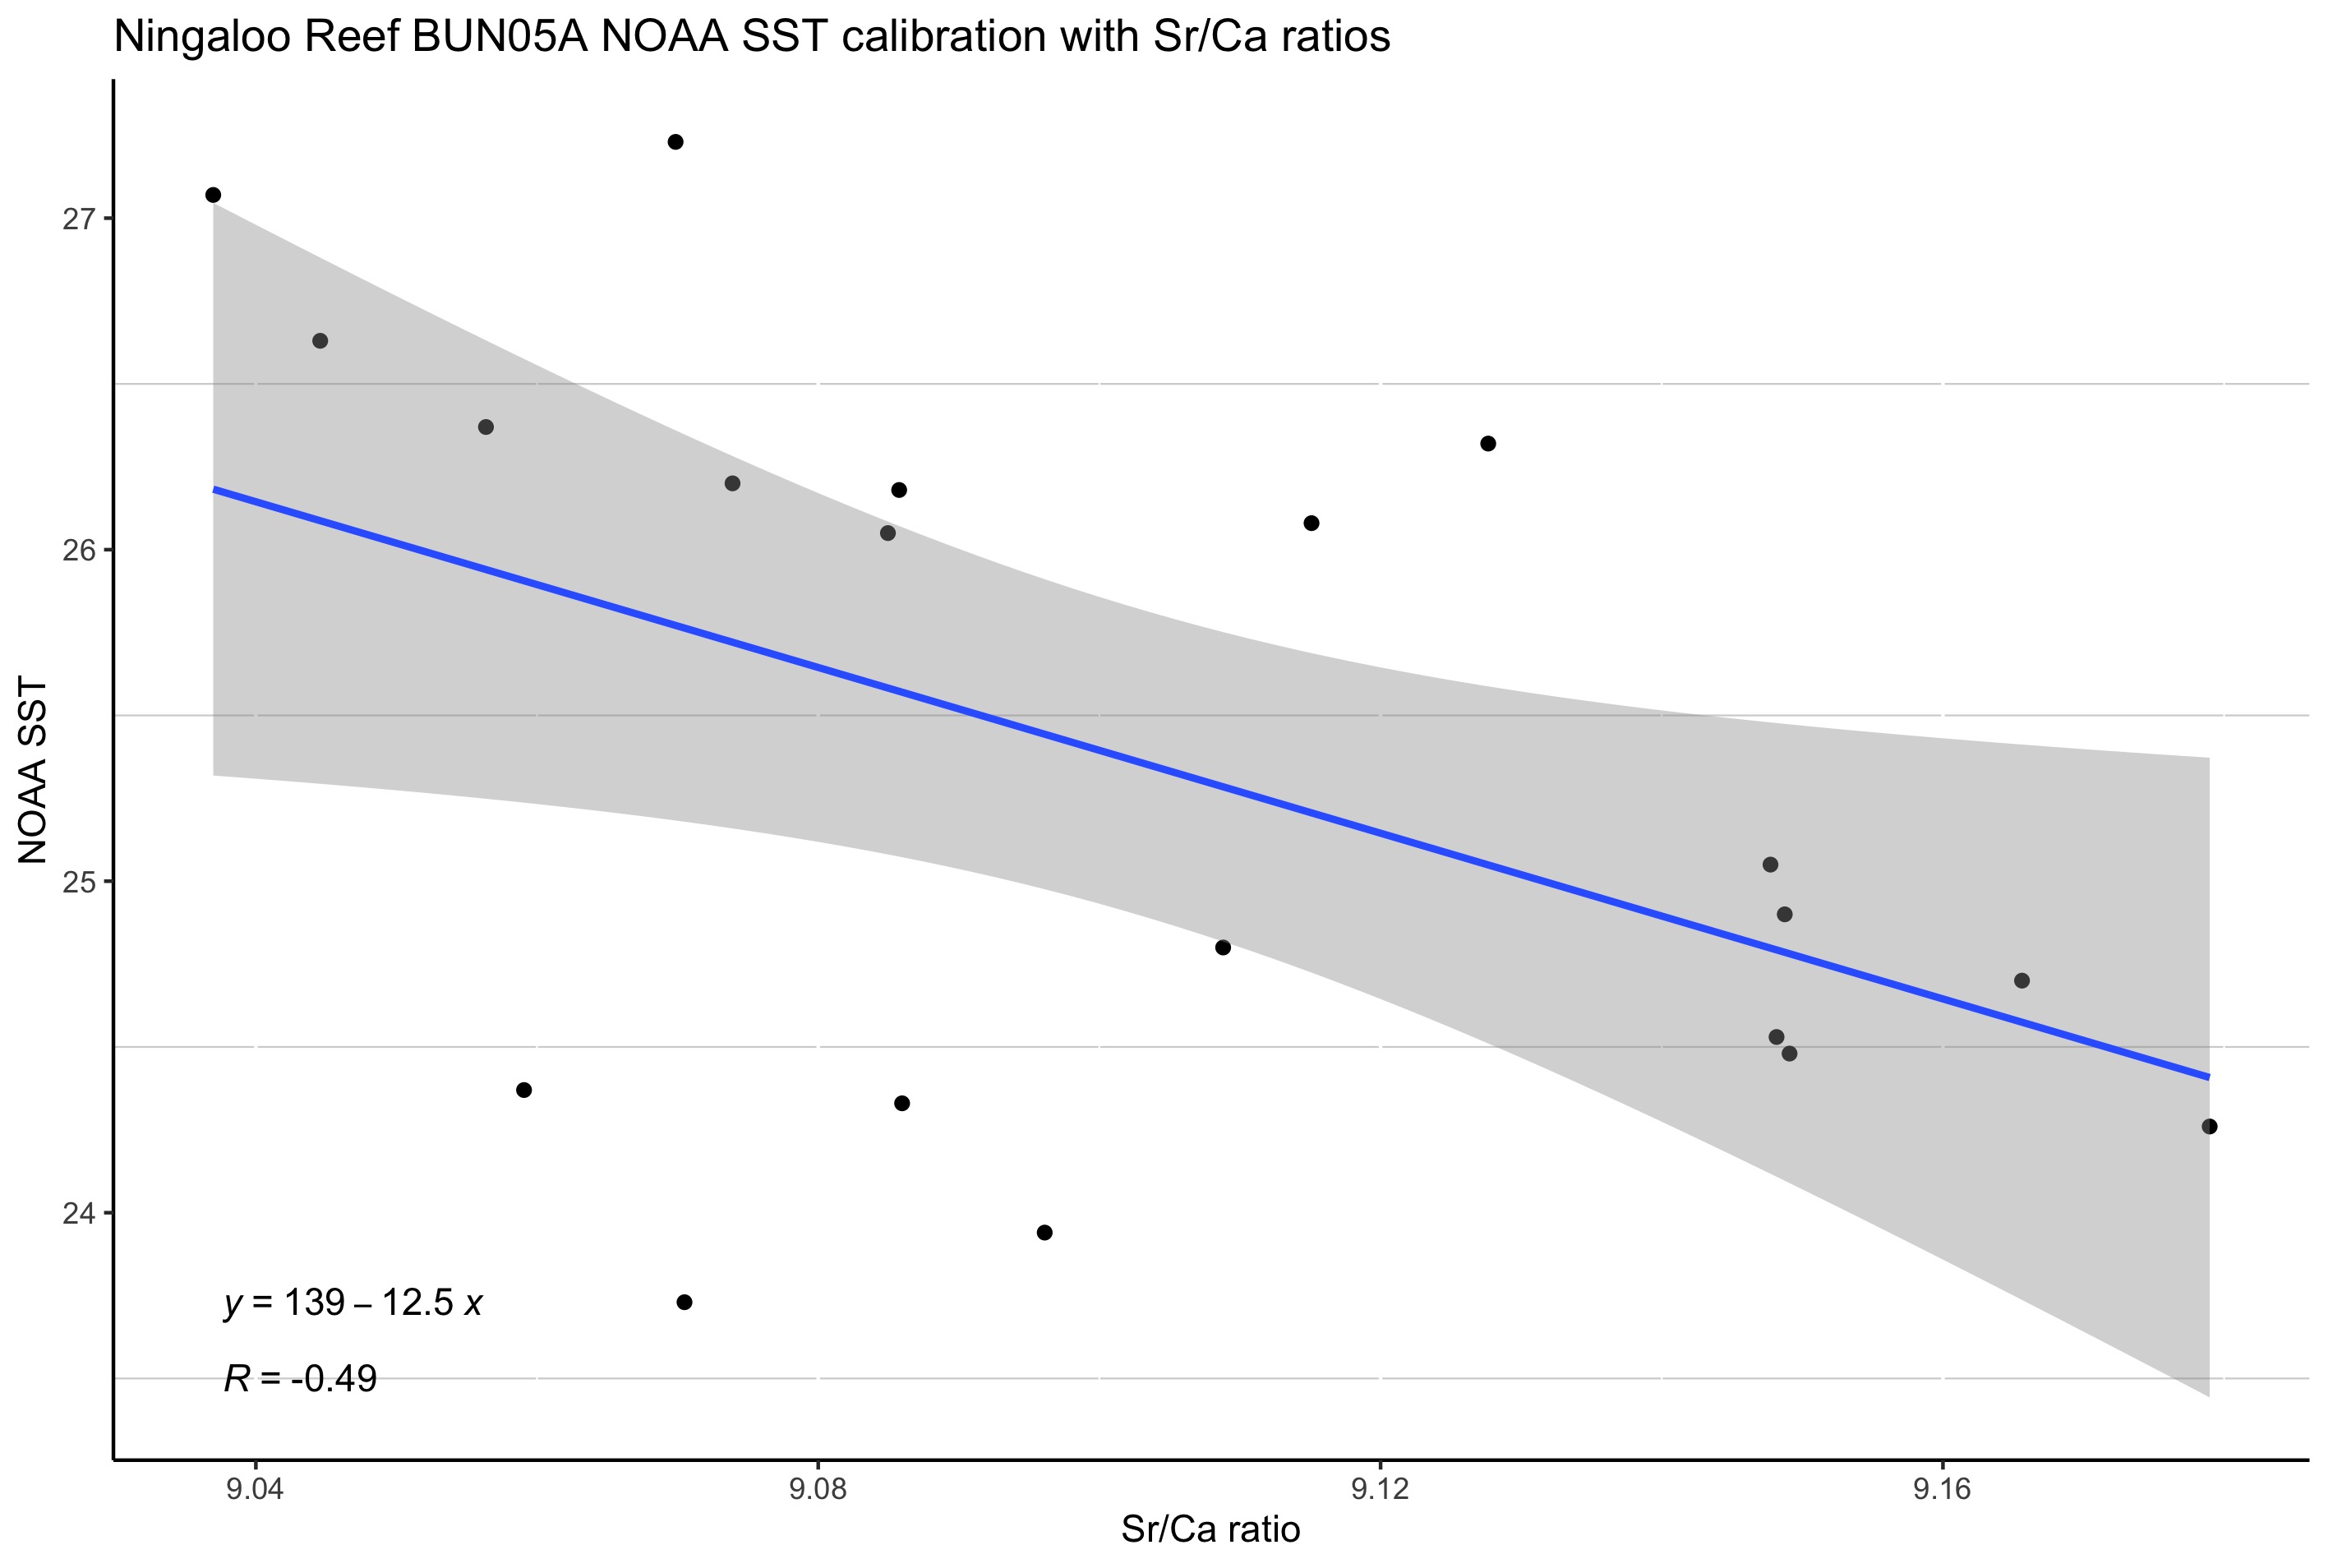 Ningaloo Reef BUN05A NOAA SST calibration with Sr/Ca ratios
27
26
25
24
NOAA SST
y = 139 – 12.5 x
R = -0.49
9.04 9.08 9.12 9.16
Sr/Ca ratio